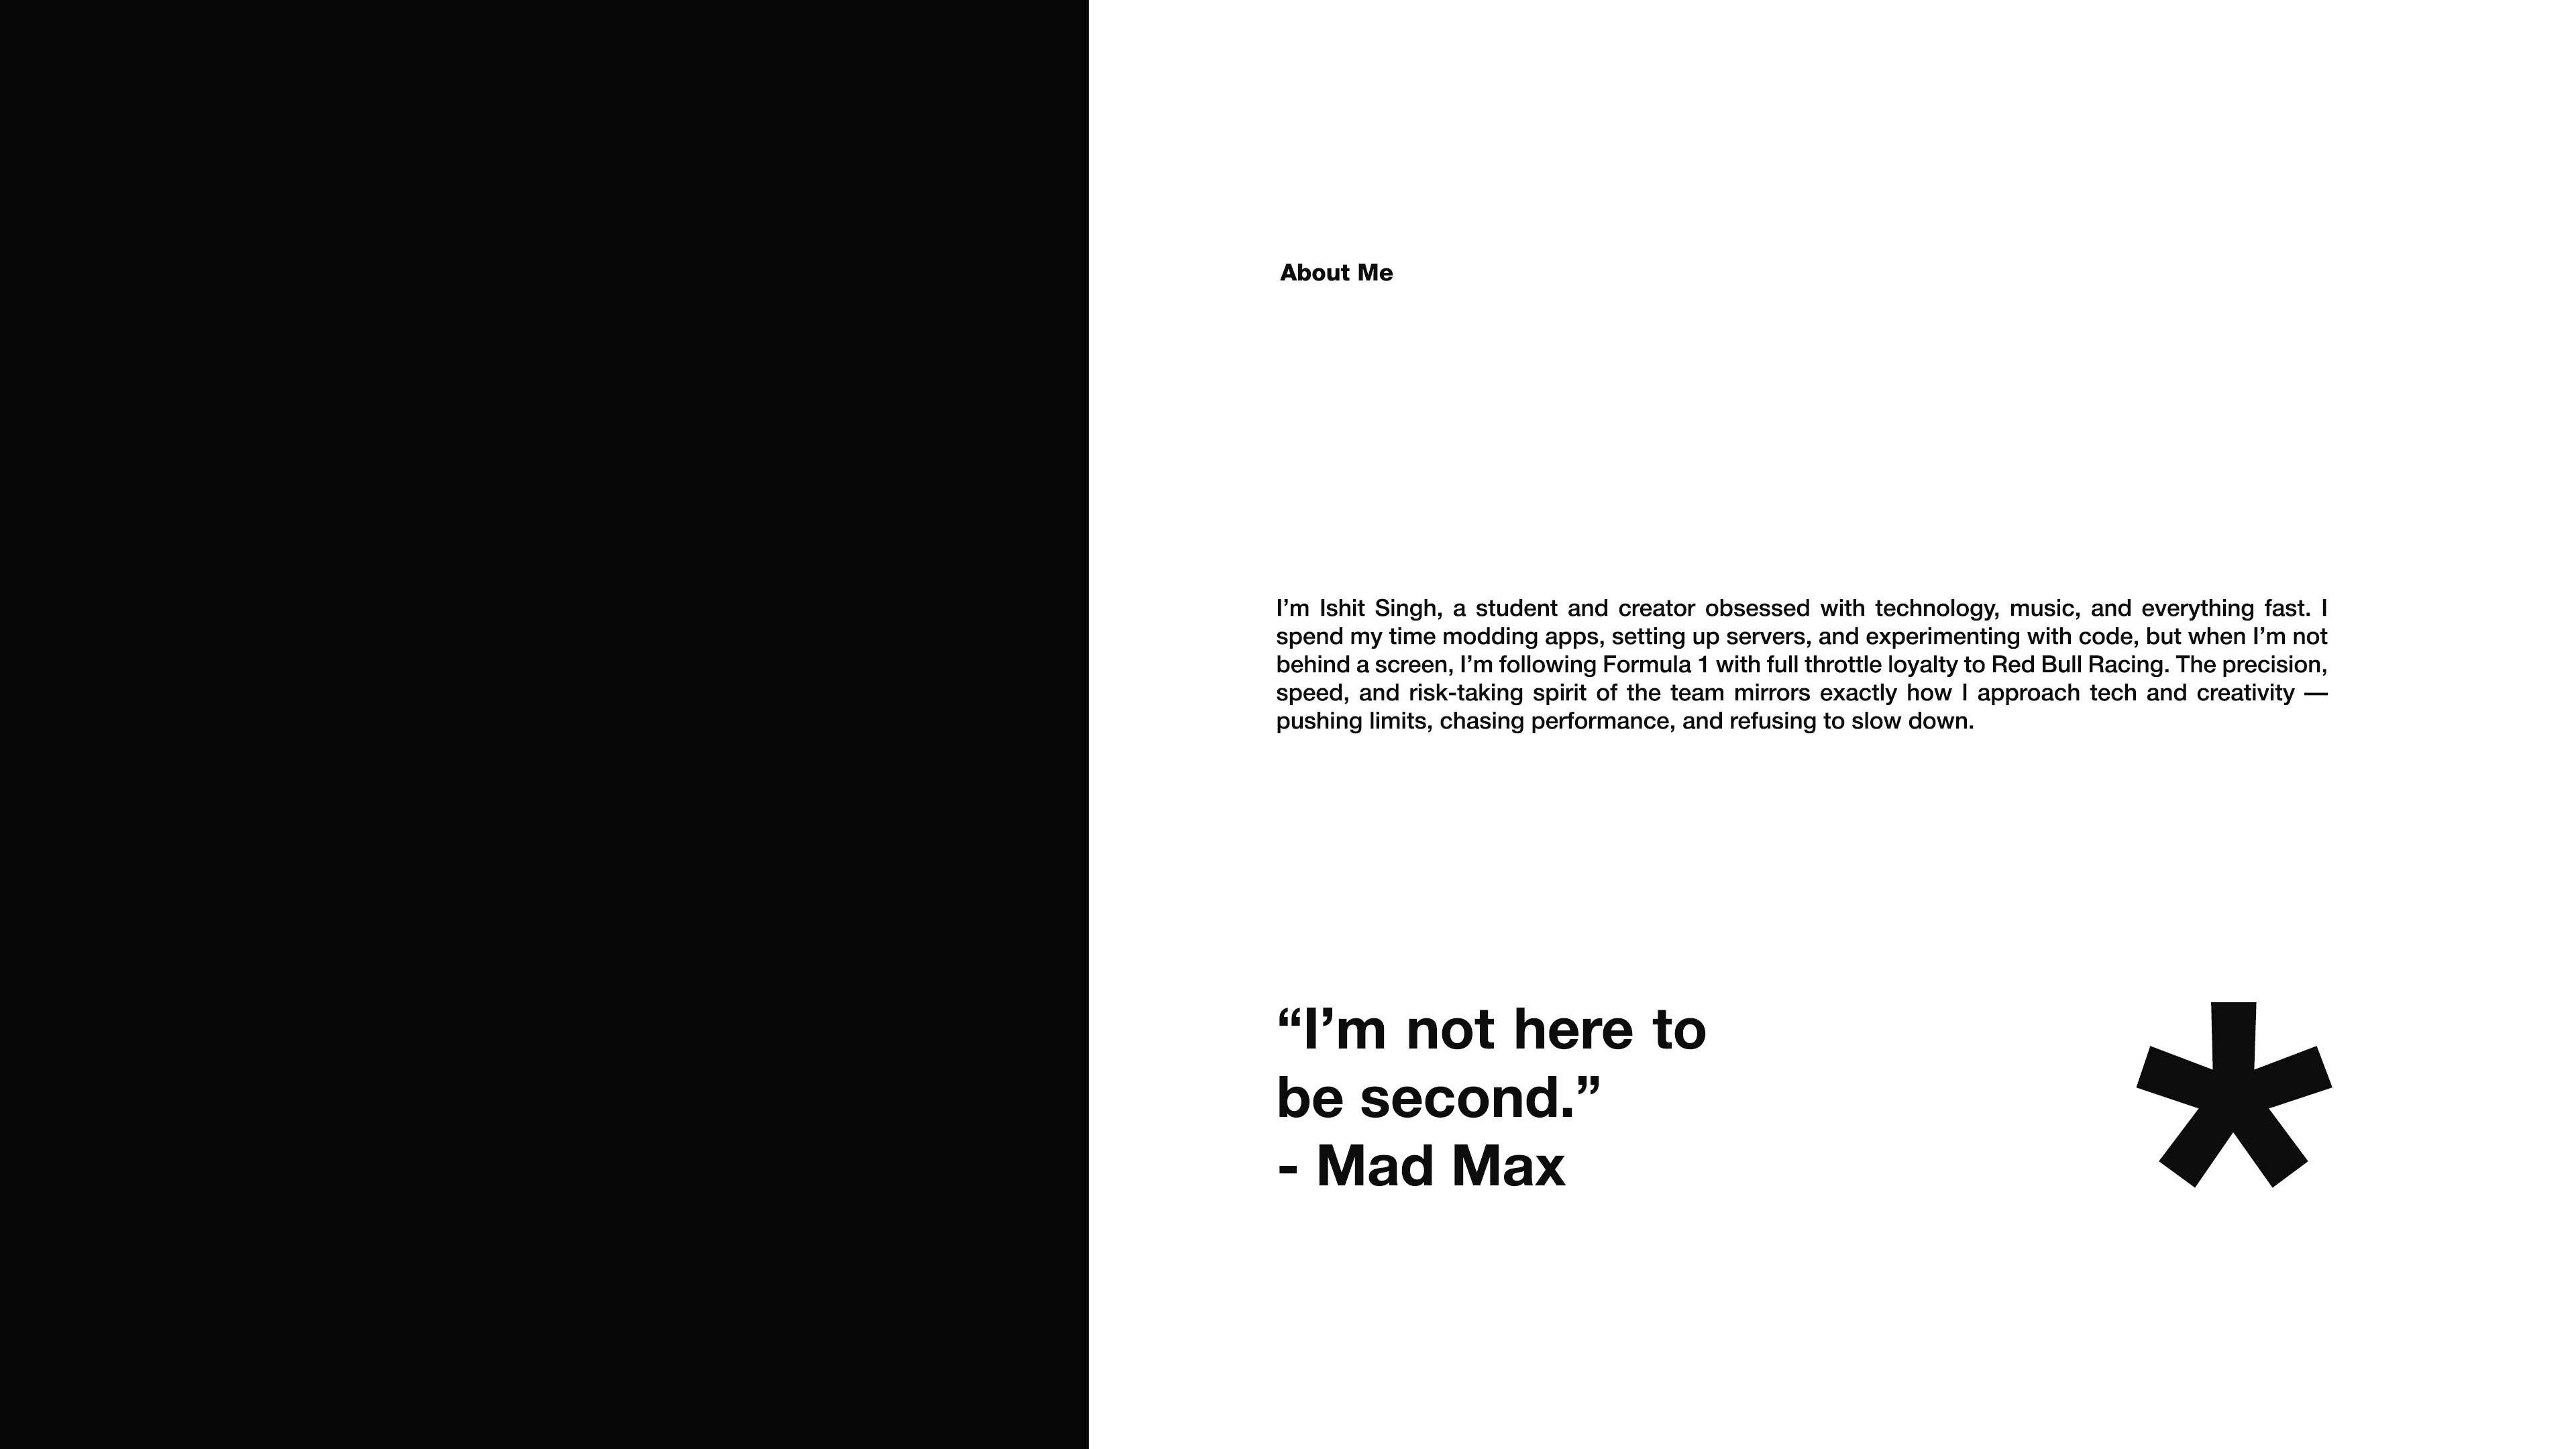 About Me
I’m Ishit Singh, a student and creator obsessed with technology, music, and everything fast. I
spend my time modding apps, setting up servers, and experimenting with code, but when I’m not
behind a screen, I’m following Formula 1 with full throttle loyalty to Red Bull Racing. The precision,
speed, and risk-taking spirit of the team mirrors exactly how I approach tech and creativity —
pushing limits, chasing performance, and refusing to slow down.
“I’m not here to
be second.”
- Mad Max
*